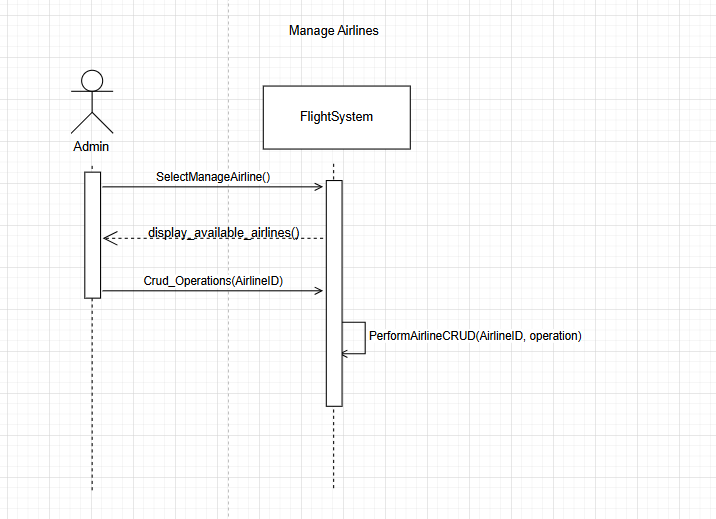 Manage Airlines
FlightSystem
Admin
SelectManageAirline()
display_available_airlines()
Crud_Operations(AirlineID)
PerformAirlineCRUD(AirlineID, operation)